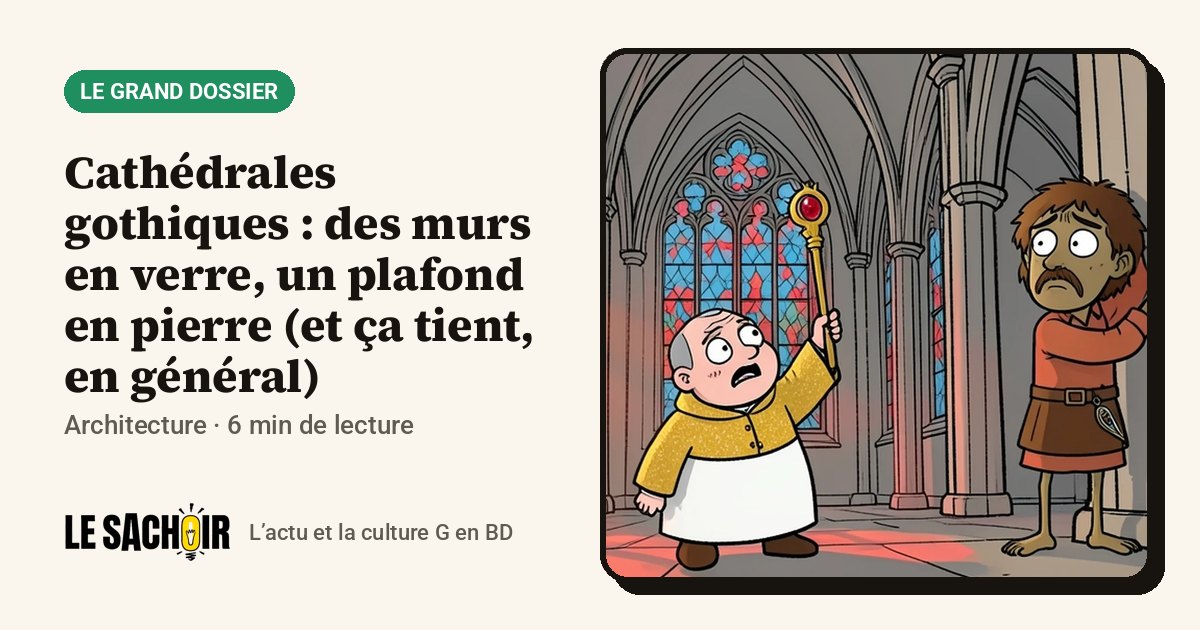 LE GRAND DOSSIER
Cathédrales
gothiques : des murs
en verre, un plafond
en pierre (et ça tient,
en général)
Architecture · 6 min de lecture
LE SACHOIR
L’actu et la culture G en BD